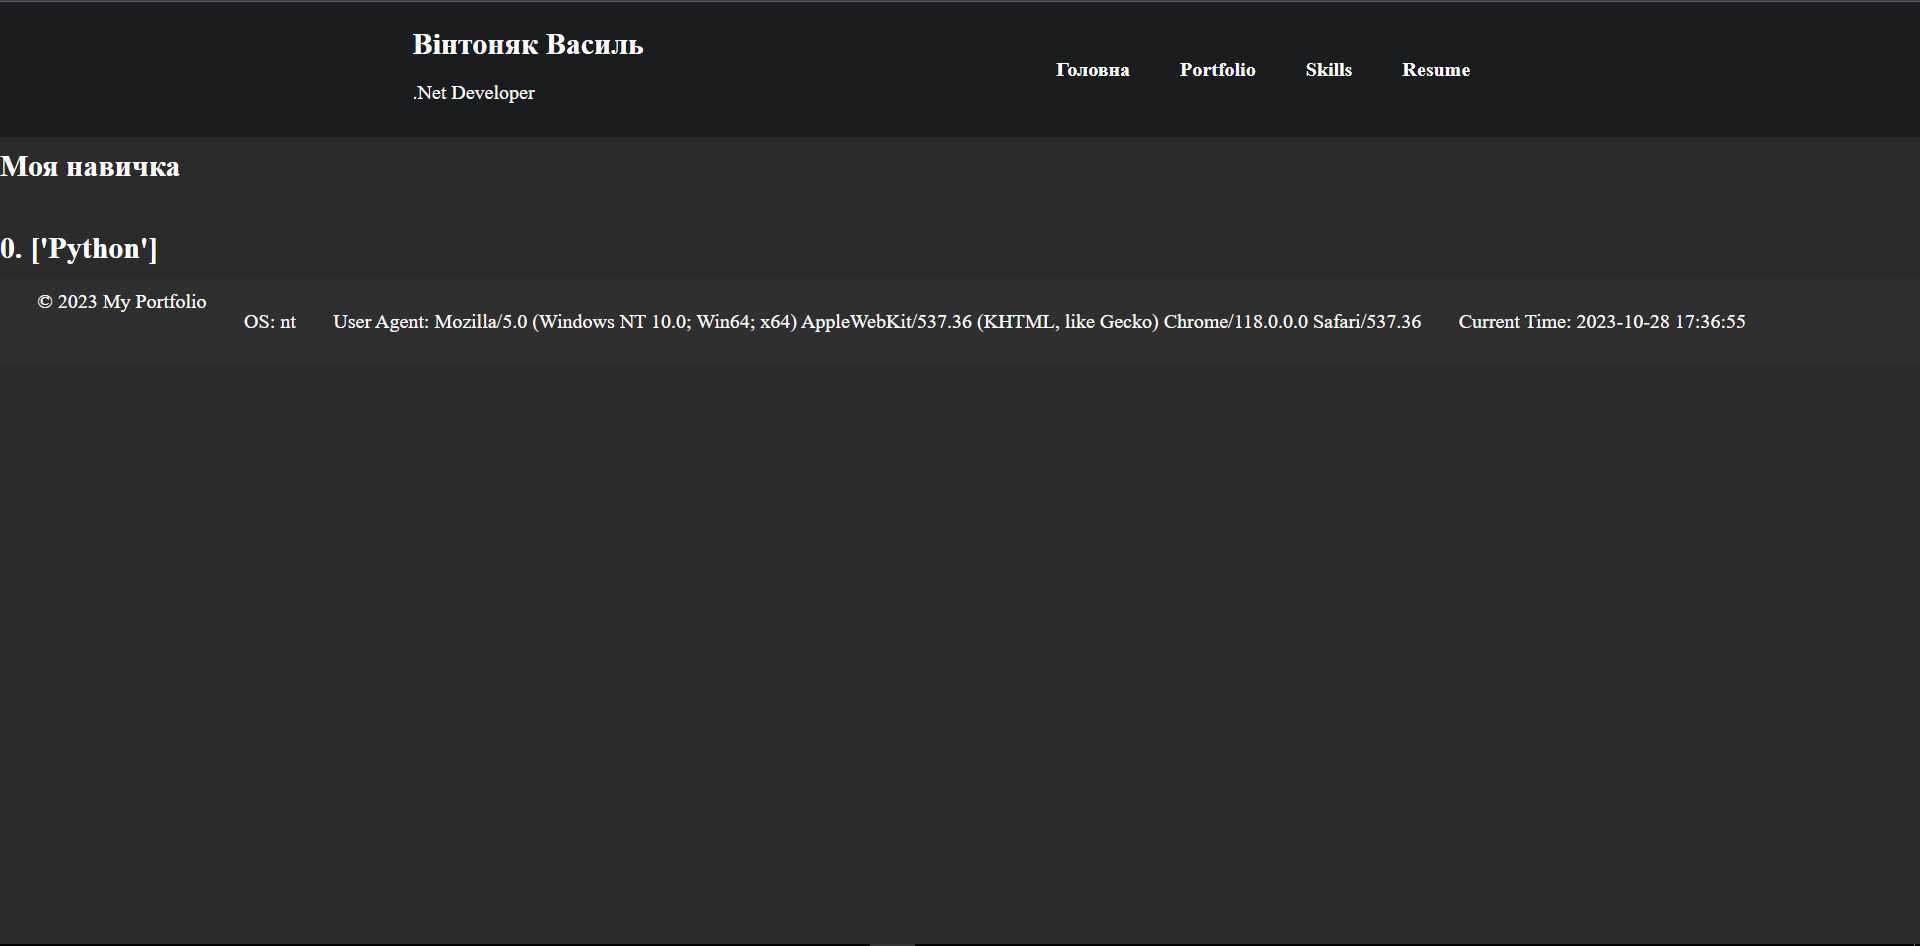 Вінтоняк Василь
.Net Developer
Головна Portfolio Skills Resume
Моя навичка
0. ['Python']
© 2023 My Portfolio
OS: nt User Agent: Mozilla/5.0 (Windows NT 10.0; Win64; x64) AppleWebKit/537.36 (KHTML, like Gecko) Chrome/118.0.0.0 Safari/537.36 Current Time: 2023-10-28 17:36:55